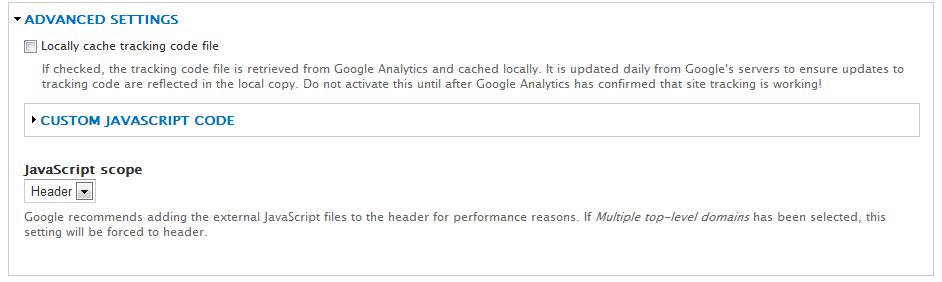 ADVANCED SETTINGS
Locally cache tracking code file
If checked, the tracking code file is retrieved from Google Analytics and cached locally. It is updated daily from Google's servers to ensure updates to
tracking code are reflected in the local copy. Do not activate this until after Google Analytics has confirmed that site tracking is working!
CUSTOM JAVASCRIPT CODE
JavaScript scope
Header
Google recommends adding the external JavaScript files to the header for performance reasons. If Multiple top-level domains has been selected, this
setting will be forced to header.